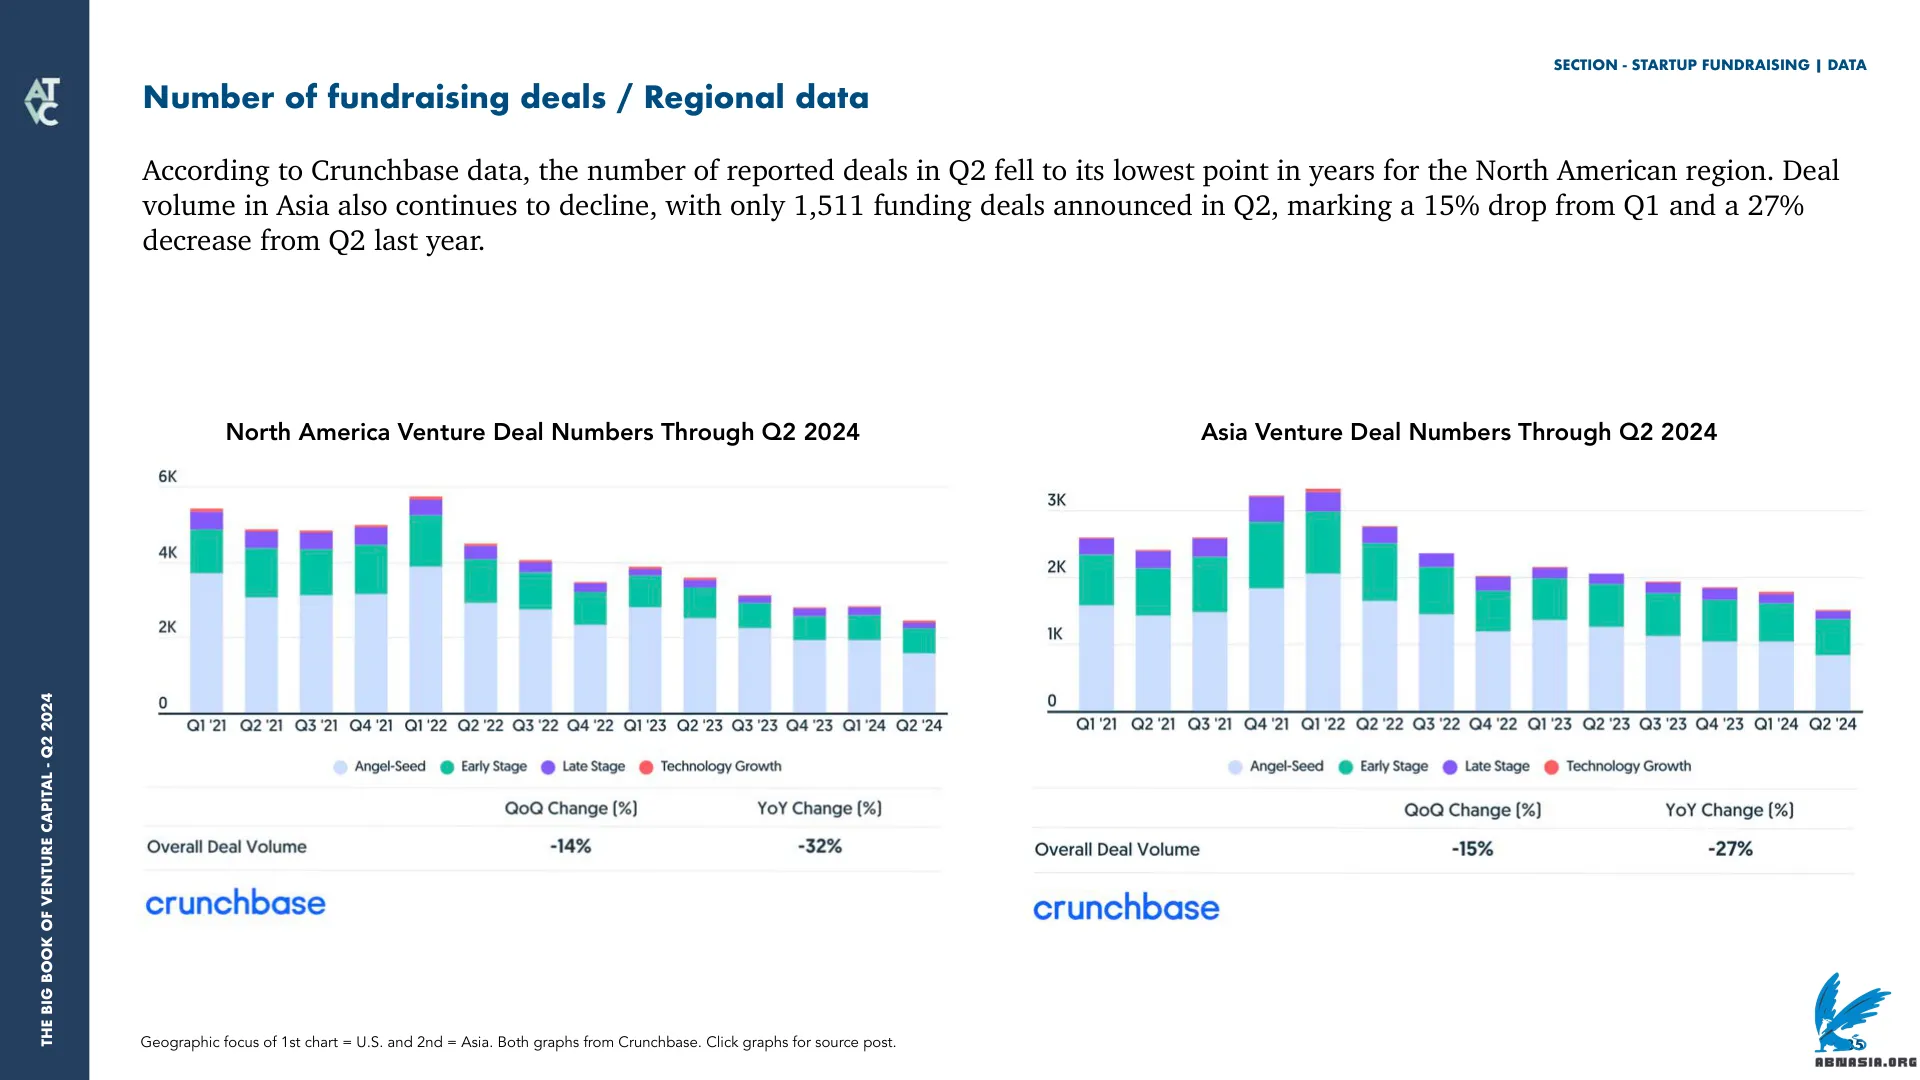 SECTION - STARTUP FUNDRAISING | DATA
ATVC
Number of fundraising deals / Regional data
According to Crunchbase data, the number of reported deals in Q2 fell to its lowest point in years for the North American region. Deal
volume in Asia also continues to decline, with only 1,511 funding deals announced in Q2, marking a 15% drop from Q1 and a 27%
decrease from Q2 last year.
North America Venture Deal Numbers Through Q2 2024
6K
4K
2K
0
Q1 '21 Q2 '21 Q3 '21 Q4 '21 Q1 '22 Q2 '22 Q3 '22 Q4 '22 Q1 '23 Q2 '23 Q3 '23 Q4 '23 Q1 '24 Q2 '24
Angel-Seed Early Stage Late Stage Technology Growth
QoQ Change (%) YoY Change (%)
Overall Deal Volume -14% -32%
crunchbase
Asia Venture Deal Numbers Through Q2 2024
3K
2K
1K
0
Q1 '21 Q2 '21 Q3 '21 Q4 '21 Q1 '22 Q2 '22 Q3 '22 Q4 '22 Q1 '23 Q2 '23 Q3 '23 Q4 '23 Q1 '24 Q2 '24
Angel-Seed Early Stage Late Stage Technology Growth
QoQ Change (%) YoY Change (%)
Overall Deal Volume -15% -27%
crunchbase
THE BIG BOOK OF VENTURE CAPITAL - Q2 2024
Geographic focus of 1st chart = U.S. and 2nd = Asia. Both graphs from Crunchbase. Click graphs for source post.
ABNASIA.ORG